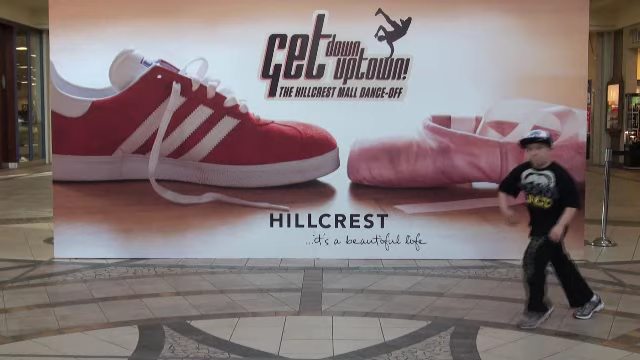 Get down
uptown!
THE HILLCREST MALL DANCE-OFF
HILLCREST
...it's a beautiful life